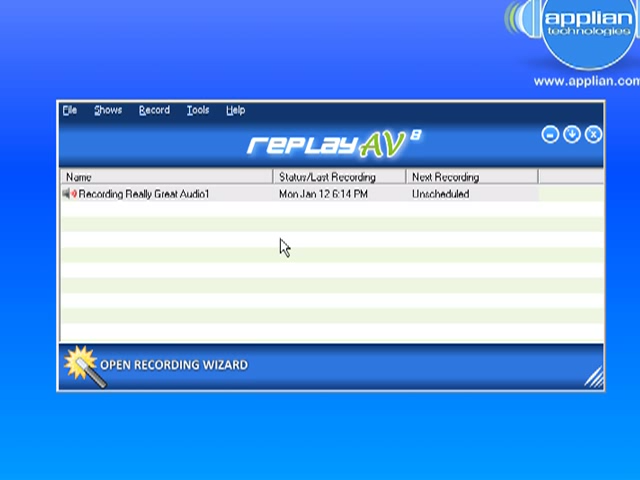 applian
technologies
www.applian.com
File Shows Record Tools Help
REPLAY AV 8
Name Status/Last Recording Next Recording
Recording Really Great Audio1 Mon Jan 12 6:14 PM Unscheduled
OPEN RECORDING WIZARD